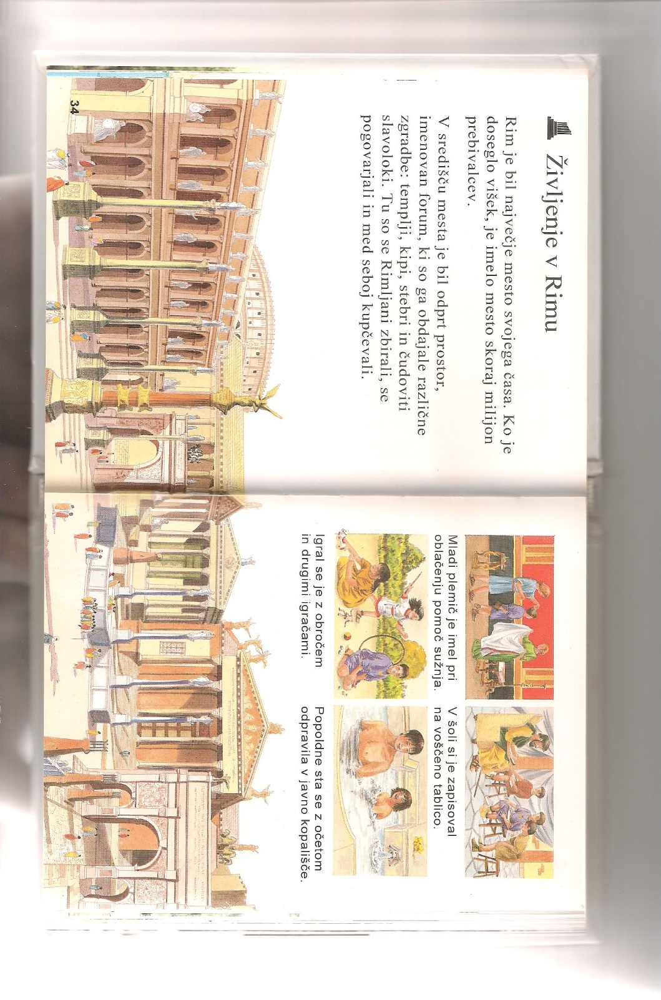 Življenje v Rimu
Rim je bil največje mesto svojega časa. Ko je
doseglo višek, je imelo mesto skoraj milijon
prebivalcev.
V središču mesta je bil odprt prostor,
imenovan forum, ki so ga obdajale različne
zgradbe: templji, kipi, stebri in čudoviti
slavoloki. Tu so se Rimljani zbirali, se
pogovarjali in med seboj kupčevali.
34
Mladi plemič je imel pri
oblačenju pomoč sužnja.
V šoli si je zapisoval
na voščeno tablico.
Igral se je z obročem
in drugimi igračami.
Popoldne sta se z očetom
odpravila v javno kopališče.